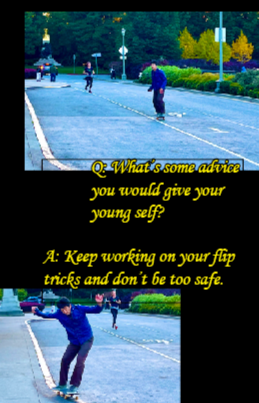 Q: What's some advice
you would give your
young self?
A: Keep working on your flip
tricks and don't be too safe.